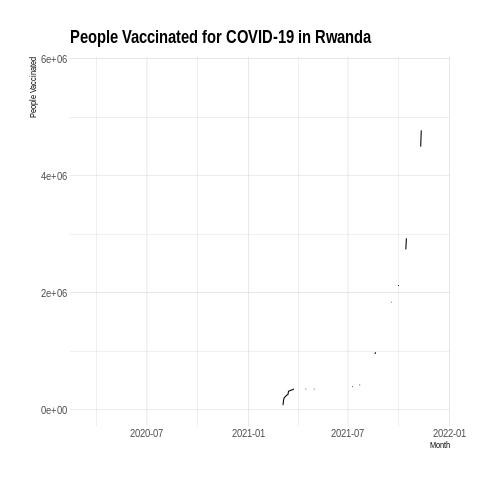 People Vaccinated for COVID-19 in Rwanda
People Vaccinated
6e+06
4e+06
2e+06
0e+00
2020-07 2021-01 2021-07 2022-01
Month